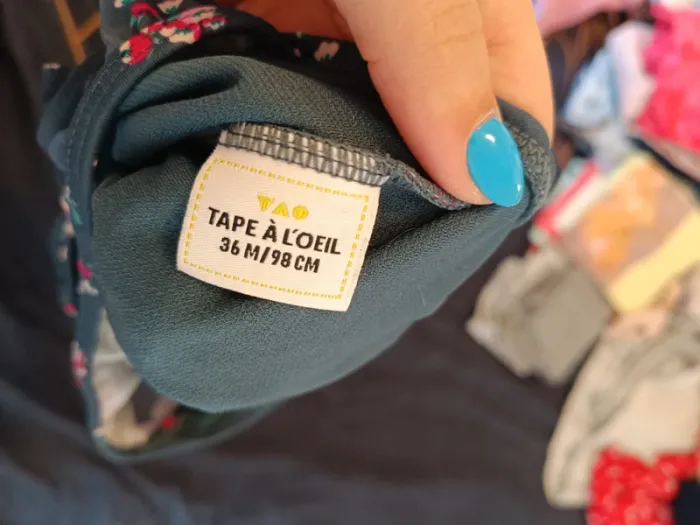 TAO
TAPE À L'OEIL
36 M/98 CM